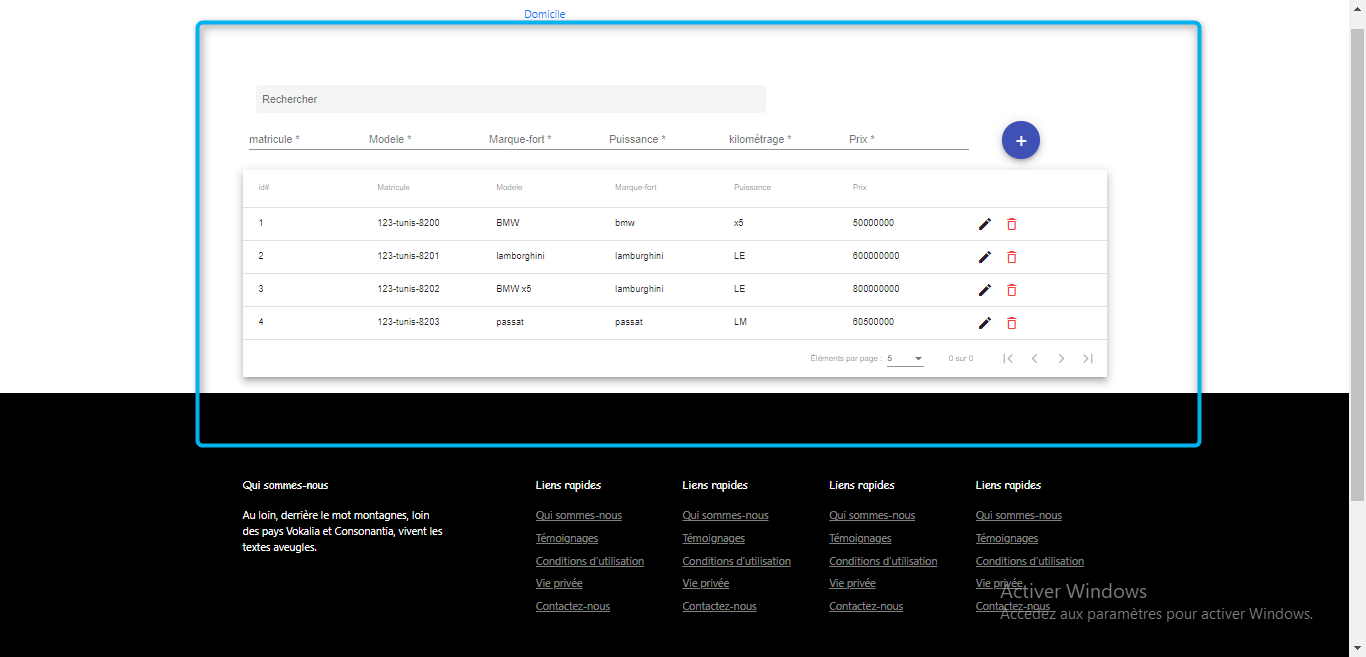 Domicile
Rechercher
matricule * Modele * Marque-fort * Puissance * kilométrage * Prix *
+
id# Matricule Modele Marque-fort Puissance Prix
1 123-tunis-8200 BMW bmw x5 50000000
2 123-tunis-8201 lamborghini lamburghini LE 600000000
3 123-tunis-8202 BMW x5 lamburghini LE 800000000
4 123-tunis-8203 passat passat LM 60500000
Éléments par page : 5 0 sur 0
Qui sommes-nous
Au loin, derrière le mot montagnes, loin
des pays Vokalia et Consonantia, vivent les
textes aveugles.
Liens rapides
Qui sommes-nous
Témoignages
Conditions d'utilisation
Vie privée
Contactez-nous
Liens rapides
Qui sommes-nous
Témoignages
Conditions d'utilisation
Vie privée
Contactez-nous
Liens rapides
Qui sommes-nous
Témoignages
Conditions d'utilisation
Vie privée
Contactez-nous
Liens rapides
Qui sommes-nous
Témoignages
Conditions d'utilisation
Vie privée
Contactez-nous
Activer Windows
Accédez aux paramètres pour activer Windows.